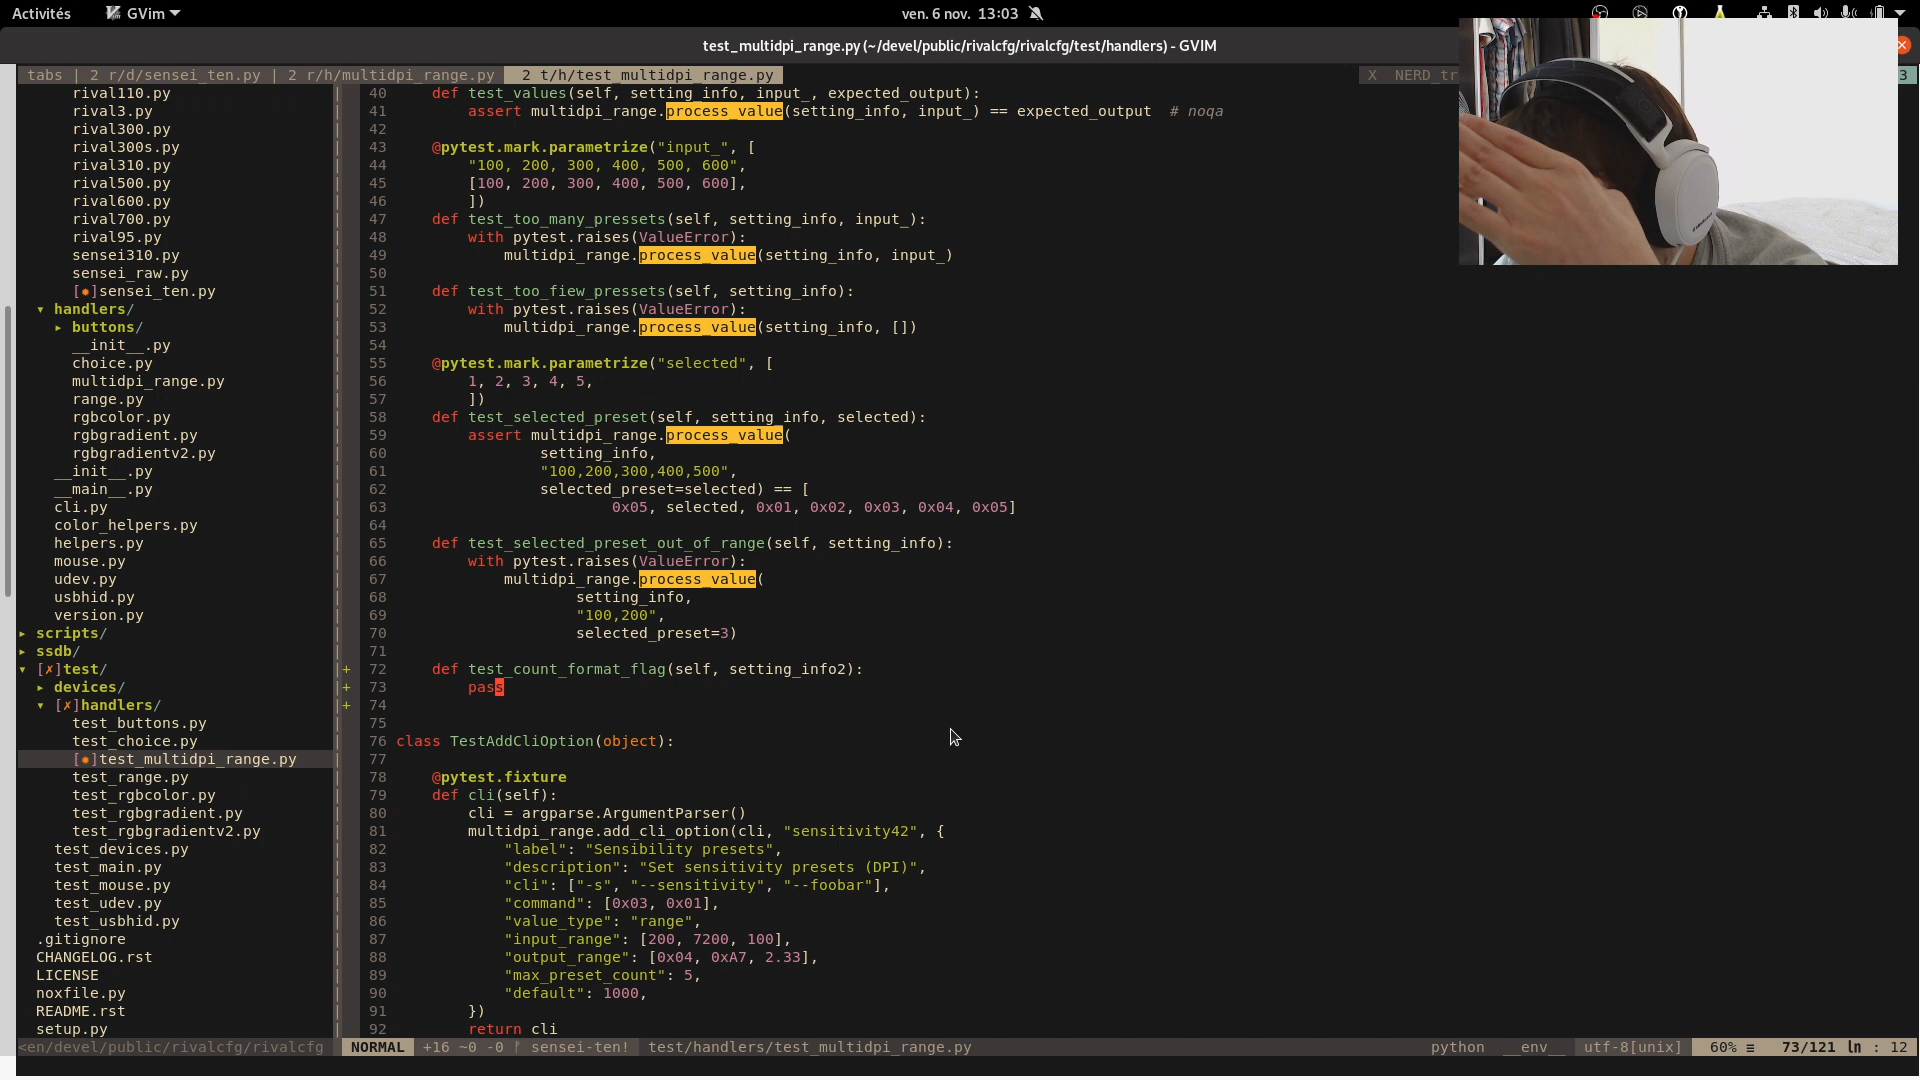 Activités GVim ven. 6 nov. 13:03
test_multidpi_range.py (~/devel/public/rivalcfg/rivalcfg/test/handlers) - GVIM
tabs | 2 r/d/sensei_ten.py | 2 r/h/multidpi_range.py 2 t/h/test_multidpi_range.py X NERD_tr 3
rival110.py
rival3.py
rival300.py
rival300s.py
rival310.py
rival500.py
rival600.py
rival700.py
rival95.py
sensei310.py
sensei_raw.py
[✹]sensei_ten.py
▾ handlers/
▸ buttons/
__init__.py
choice.py
multidpi_range.py
range.py
rgbcolor.py
rgbgradient.py
rgbgradientv2.py
__init__.py
__main__.py
cli.py
color_helpers.py
helpers.py
mouse.py
udev.py
usbhid.py
version.py
▸ scripts/
▸ ssdb/
▾ [✗]test/
▸ devices/
▾ [✗]handlers/
test_buttons.py
test_choice.py
[✹]test_multidpi_range.py
test_range.py
test_rgbcolor.py
test_rgbgradient.py
test_rgbgradientv2.py
test_devices.py
test_main.py
test_mouse.py
test_udev.py
test_usbhid.py
.gitignore
CHANGELOG.rst
LICENSE
noxfile.py
README.rst
setup.py
40 def test_values(self, setting_info, input_, expected_output):
41 assert multidpi_range.process_value(setting_info, input_) == expected_output # noqa
42
43 @pytest.mark.parametrize("input_", [
44 "100, 200, 300, 400, 500, 600",
45 [100, 200, 300, 400, 500, 600],
46 ])
47 def test_too_many_pressets(self, setting_info, input_):
48 with pytest.raises(ValueError):
49 multidpi_range.process_value(setting_info, input_)
50
51 def test_too_fiew_pressets(self, setting_info):
52 with pytest.raises(ValueError):
53 multidpi_range.process_value(setting_info, [])
54
55 @pytest.mark.parametrize("selected", [
56 1, 2, 3, 4, 5,
57 ])
58 def test_selected_preset(self, setting_info, selected):
59 assert multidpi_range.process_value(
60 setting_info,
61 "100,200,300,400,500",
62 selected_preset=selected) == [
63 0x05, selected, 0x01, 0x02, 0x03, 0x04, 0x05]
64
65 def test_selected_preset_out_of_range(self, setting_info):
66 with pytest.raises(ValueError):
67 multidpi_range.process_value(
68 setting_info,
69 "100,200",
70 selected_preset=3)
71
+ 72 def test_count_format_flag(self, setting_info2):
+ 73 pass
+ 74
75
76 class TestAddCliOption(object):
77
78 @pytest.fixture
79 def cli(self):
80 cli = argparse.ArgumentParser()
81 multidpi_range.add_cli_option(cli, "sensitivity42", {
82 "label": "Sensibility presets",
83 "description": "Set sensitivity presets (DPI)",
84 "cli": ["-s", "--sensitivity", "--foobar"],
85 "command": [0x03, 0x01],
86 "value_type": "range",
87 "input_range": [200, 7200, 100],
88 "output_range": [0x04, 0xA7, 2.33],
89 "max_preset_count": 5,
90 "default": 1000,
91 })
92 return cli
<en/devel/public/rivalcfg/rivalcfg NORMAL +16 ~0 -0 ᚠ sensei-ten! test/handlers/test_multidpi_range.py python __env__ utf-8[unix] 60% ≡ 73/121 ln : 12